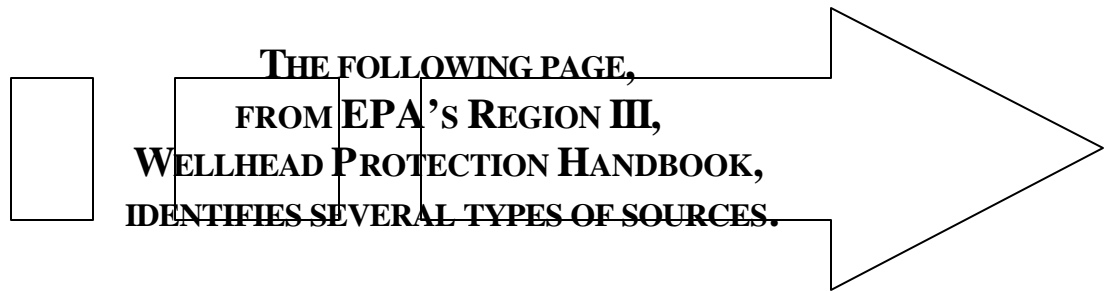 THE FOLLOWING PAGE,
FROM EPA'S REGION III,
WELLHEAD PROTECTION HANDBOOK,
IDENTIFIES SEVERAL TYPES OF SOURCES.